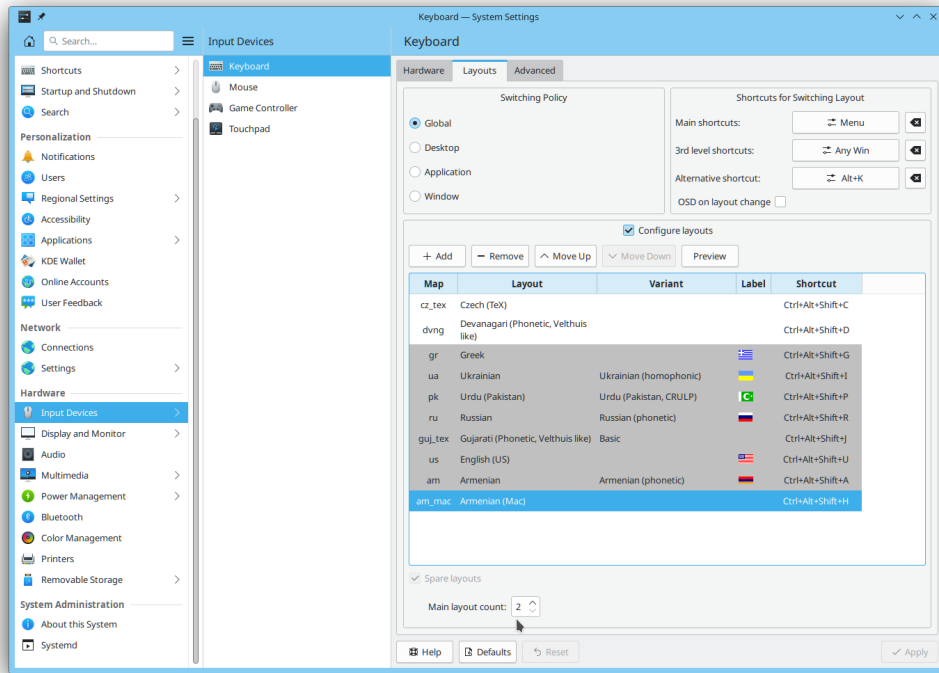 Keyboard — System Settings
Search...
Shortcuts
Startup and Shutdown
Search
Personalization
Notifications
Users
Regional Settings
Accessibility
Applications
KDE Wallet
Online Accounts
User Feedback
Network
Connections
Settings
Hardware
Input Devices
Display and Monitor
Audio
Multimedia
Power Management
Bluetooth
Color Management
Printers
Removable Storage
System Administration
About this System
Systemd
Input Devices
Keyboard
Mouse
Game Controller
Touchpad
Keyboard
Hardware Layouts Advanced
Switching Policy
Global
Desktop
Application
Window
Shortcuts for Switching Layout
Main shortcuts: Menu
3rd level shortcuts: Any Win
Alternative shortcut: Alt+K
OSD on layout change
Configure layouts
Add Remove Move Up Move Down Preview
Map Layout Variant Label Shortcut
cz_tex Czech (TeX) Ctrl+Alt+Shift+C
dvng Devanagari (Phonetic, Velthuis
like) Ctrl+Alt+Shift+D
gr Greek Ctrl+Alt+Shift+G
ua Ukrainian Ukrainian (homophonic) Ctrl+Alt+Shift+I
pk Urdu (Pakistan) Urdu (Pakistan, CRULP) Ctrl+Alt+Shift+P
ru Russian Russian (phonetic) Ctrl+Alt+Shift+R
guj_tex Gujarati (Phonetic, Velthuis like) Basic Ctrl+Alt+Shift+J
us English (US) Ctrl+Alt+Shift+U
am Armenian Armenian (phonetic) Ctrl+Alt+Shift+A
am_mac Armenian (Mac) Ctrl+Alt+Shift+H
Spare layouts
Main layout count: 2
Help Defaults Reset Apply